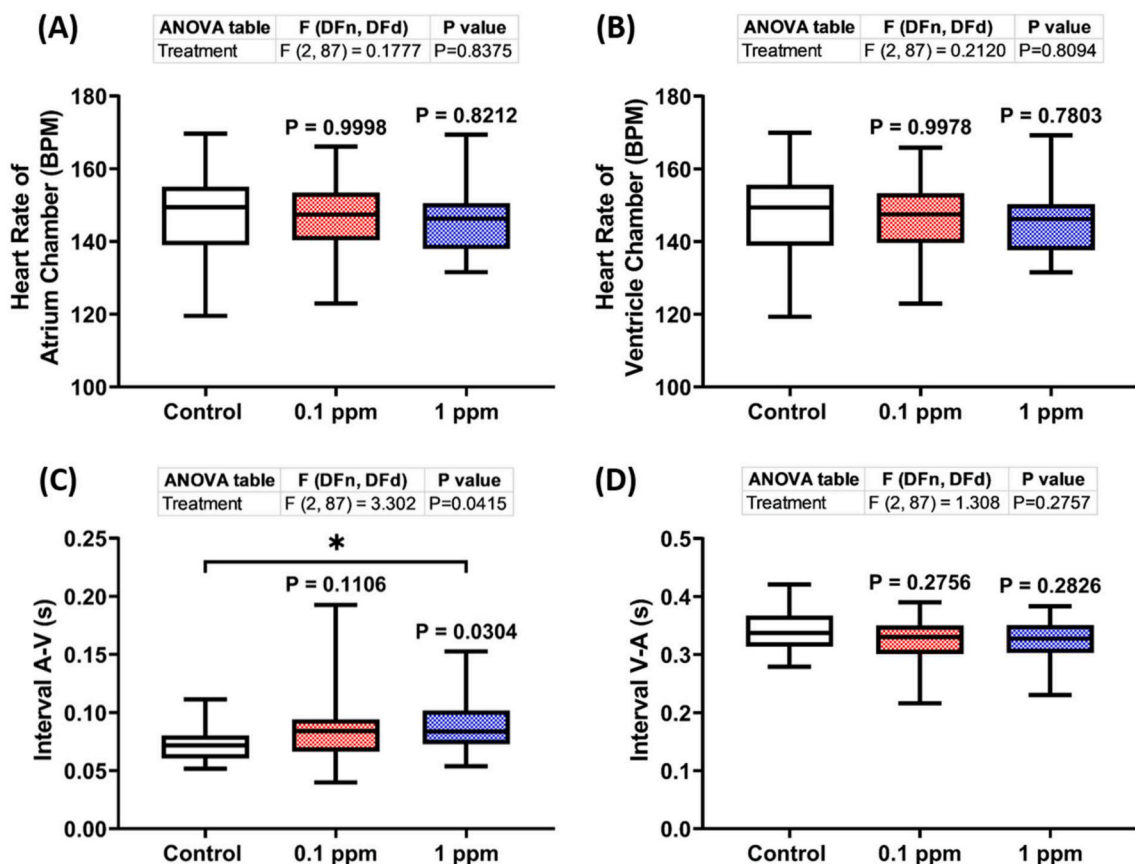 (A)
ANOVA table F (DFn, DFd) P value
Treatment F (2, 87) = 0.1777 P=0.8375
Heart Rate of
Atrium Chamber (BPM)
180
160
140
120
100
P = 0.9998
P = 0.8212
Control 0.1 ppm 1 ppm
(B)
ANOVA table F (DFn, DFd) P value
Treatment F (2, 87) = 0.2120 P=0.8094
Heart Rate of
Ventricle Chamber (BPM)
180
160
140
120
100
P = 0.9978
P = 0.7803
Control 0.1 ppm 1 ppm
(C)
ANOVA table F (DFn, DFd) P value
Treatment F (2, 87) = 3.302 P=0.0415
Interval A-V (s)
0.25
0.20
0.15
0.10
0.05
0.00
*
P = 0.1106
P = 0.0304
Control 0.1 ppm 1 ppm
(D)
ANOVA table F (DFn, DFd) P value
Treatment F (2, 87) = 1.308 P=0.2757
Interval V-A (s)
0.5
0.4
0.3
0.2
0.1
0.0
P = 0.2756
P = 0.2826
Control 0.1 ppm 1 ppm